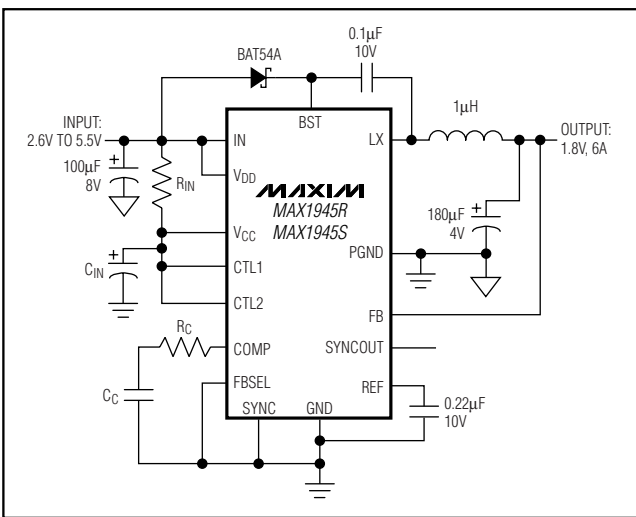 BAT54A
0.1µF
10V
1µH
INPUT:
2.6V TO 5.5V
OUTPUT:
1.8V, 6A
BST
IN
LX
VDD
100µF
8V
RIN
MAXIM
MAX1945R
MAX1945S
180µF
4V
VCC
PGND
CIN
CTL1
CTL2
FB
RC
COMP
SYNCOUT
CC
FBSEL
REF
SYNC
GND
0.22µF
10V